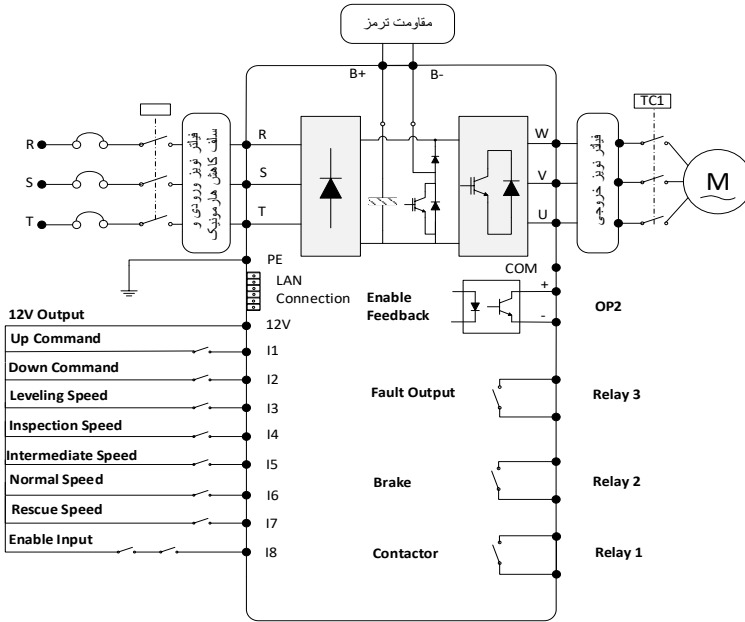 مقاومت ترمز
B+
B-
R
S
T
سلف کاهش هارمونیک
فیلتر نویز ورودی و
R
S
T
W
V
U
فیلتر نویز خروجی
TC1
M
PE
LAN
Connection
COM
Enable
Feedback
+
-
OP2
12V Output
12V
Up Command
I1
Down Command
I2
Leveling Speed
I3
Inspection Speed
I4
Intermediate Speed
I5
Normal Speed
I6
Rescue Speed
I7
Enable Input
I8
Fault Output
Relay 3
Brake
Relay 2
Contactor
Relay 1